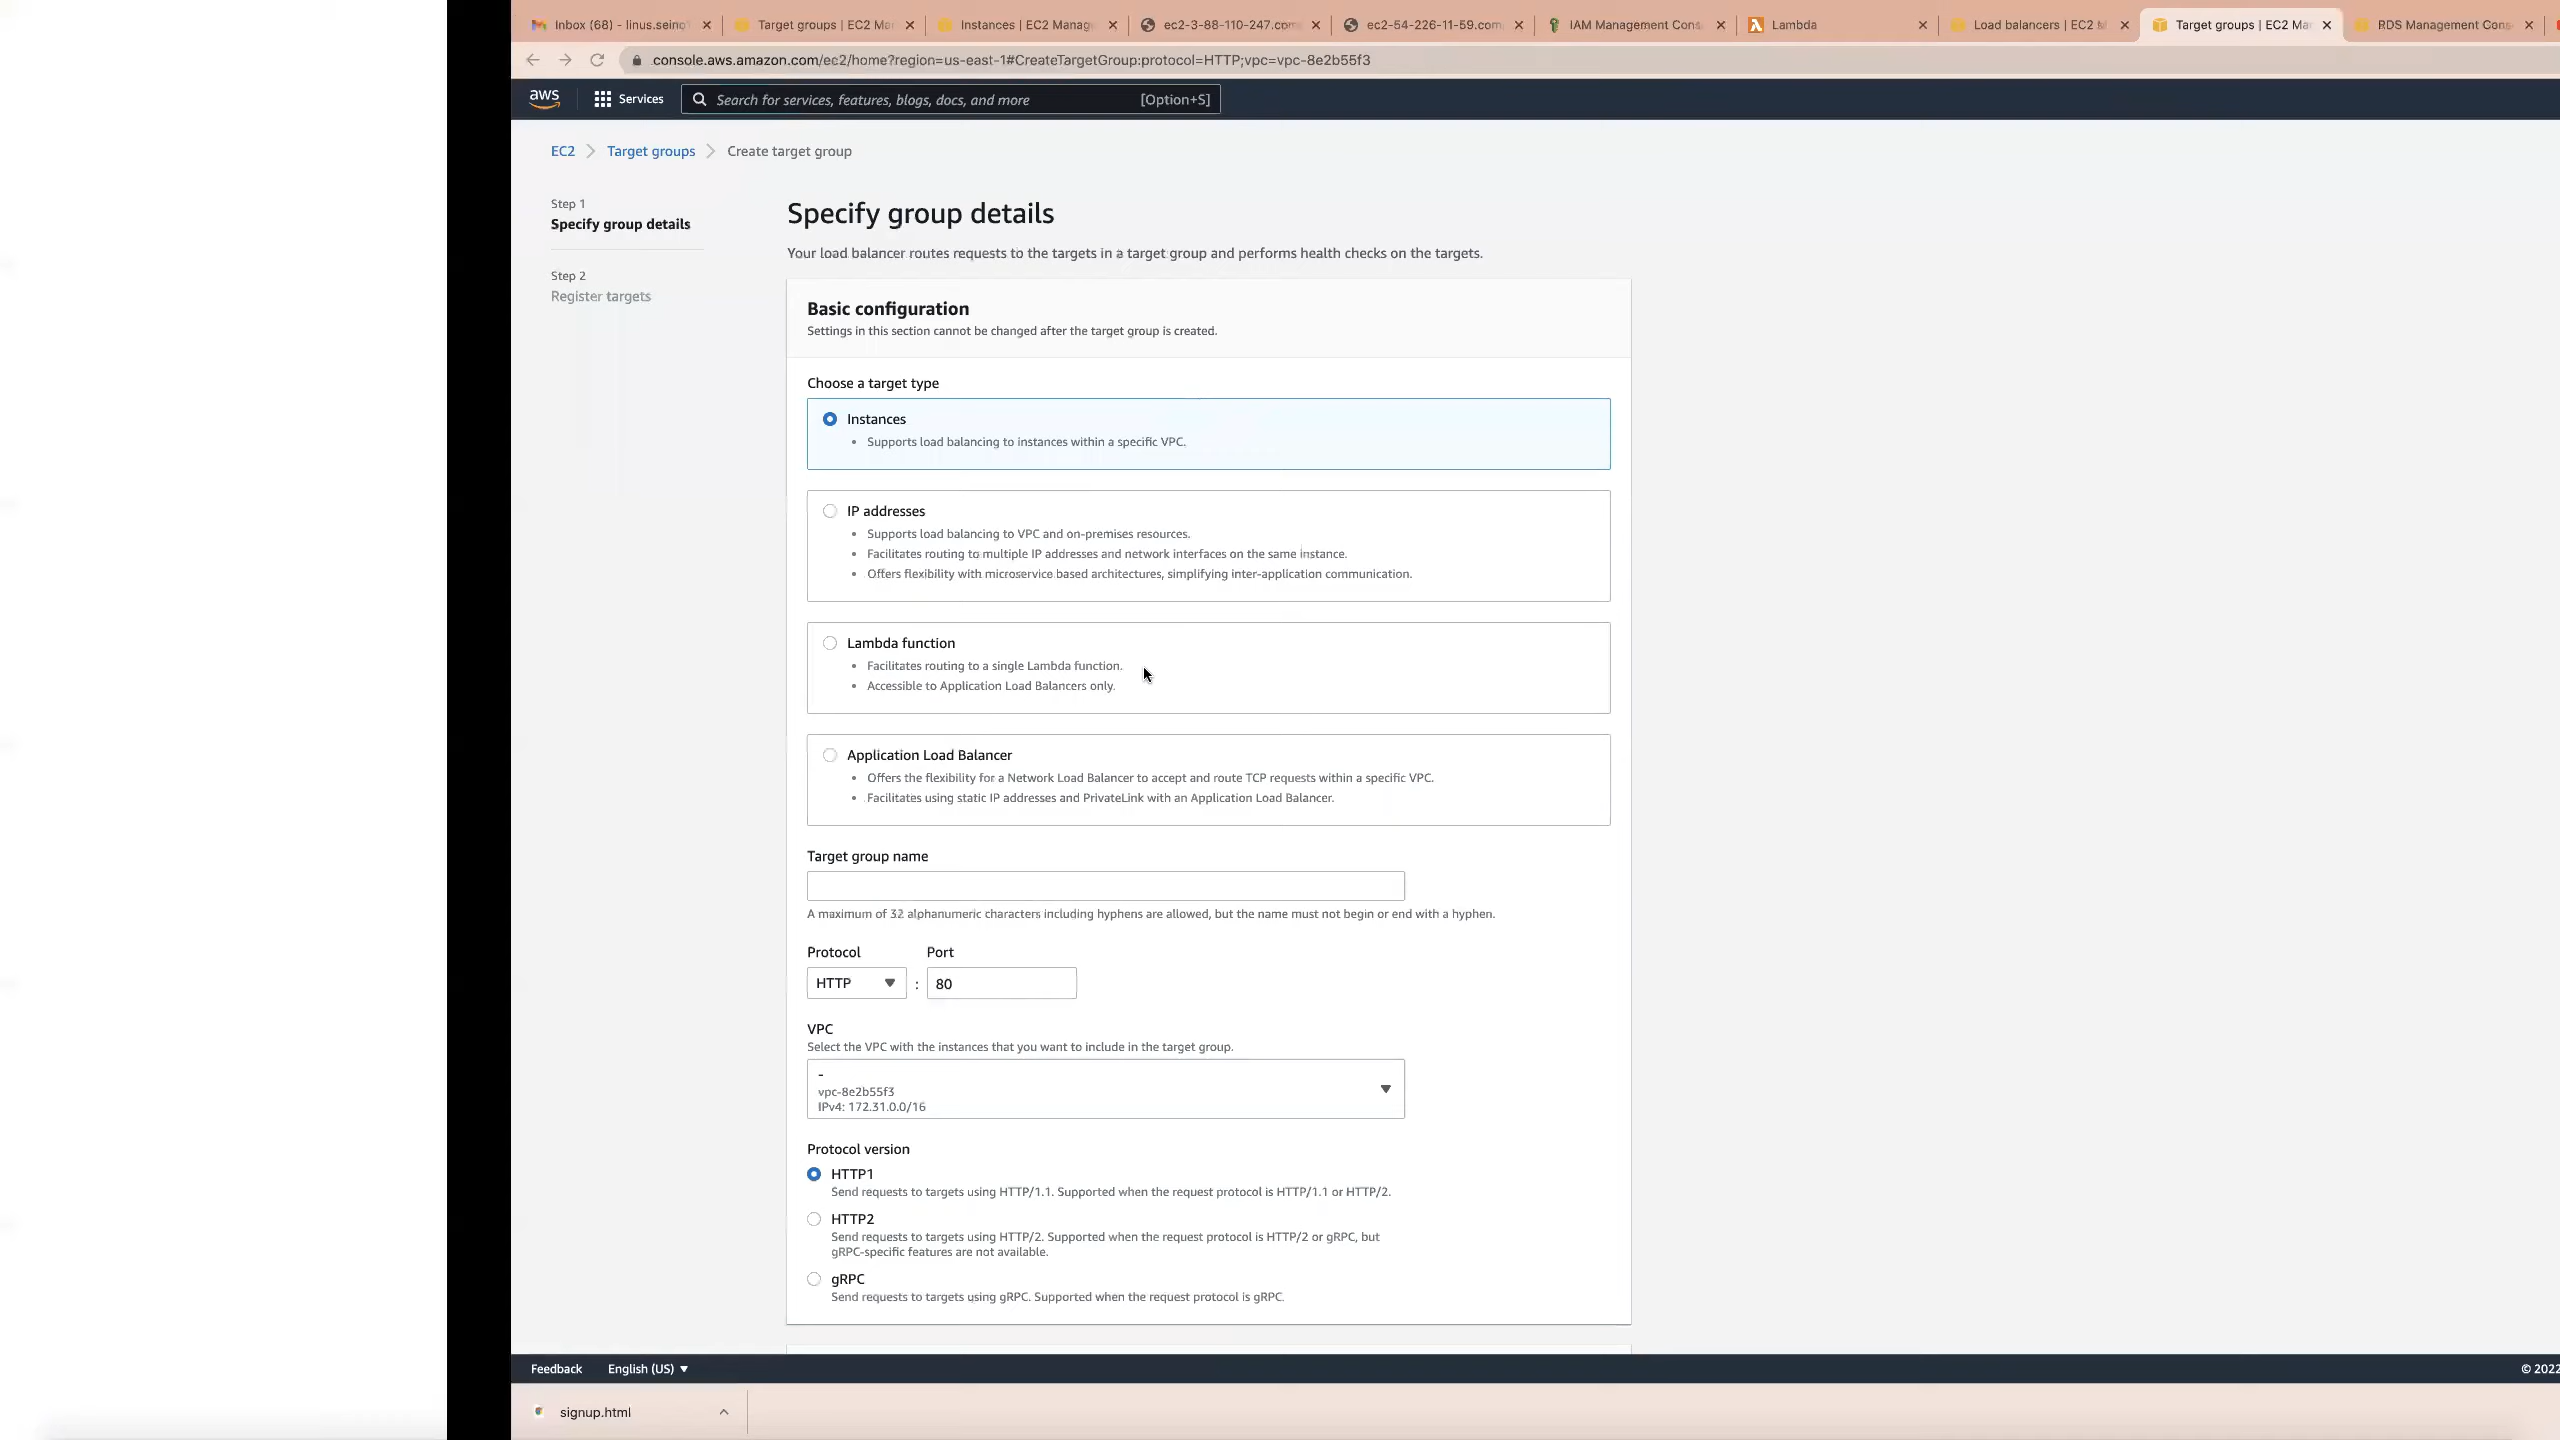 Inbox (68) - linus.seino
Target groups | EC2 Ma
Instances | EC2 Manag
ec2-3-88-110-247.com
ec2-54-226-11-59.com
IAM Management Cons
Lambda
Load balancers | EC2 M
Target groups | EC2 Ma
RDS Management Cons
console.aws.amazon.com/ec2/home?region=us-east-1#CreateTargetGroup:protocol=HTTP;vpc=vpc-8e2b55f3
aws
Services
Search for services, features, blogs, docs, and more
[Option+S]
EC2
Target groups
Create target group
Step 1
Specify group details
Step 2
Register targets
Specify group details
Your load balancer routes requests to the targets in a target group and performs health checks on the targets.
Basic configuration
Settings in this section cannot be changed after the target group is created.
Choose a target type
Instances
• Supports load balancing to instances within a specific VPC.
IP addresses
• Supports load balancing to VPC and on-premises resources.
• Facilitates routing to multiple IP addresses and network interfaces on the same instance.
• Offers flexibility with microservice based architectures, simplifying inter-application communication.
Lambda function
• Facilitates routing to a single Lambda function.
• Accessible to Application Load Balancers only.
Application Load Balancer
• Offers the flexibility for a Network Load Balancer to accept and route TCP requests within a specific VPC.
• Facilitates using static IP addresses and PrivateLink with an Application Load Balancer.
Target group name
A maximum of 32 alphanumeric characters including hyphens are allowed, but the name must not begin or end with a hyphen.
Protocol
Port
HTTP
:
80
VPC
Select the VPC with the instances that you want to include in the target group.
-
vpc-8e2b55f3
IPv4: 172.31.0.0/16
Protocol version
HTTP1
Send requests to targets using HTTP/1.1. Supported when the request protocol is HTTP/1.1 or HTTP/2.
HTTP2
Send requests to targets using HTTP/2. Supported when the request protocol is HTTP/2 or gRPC, but
gRPC-specific features are not available.
gRPC
Send requests to targets using gRPC. Supported when the request protocol is gRPC.
Feedback
English (US)
© 2022
signup.html